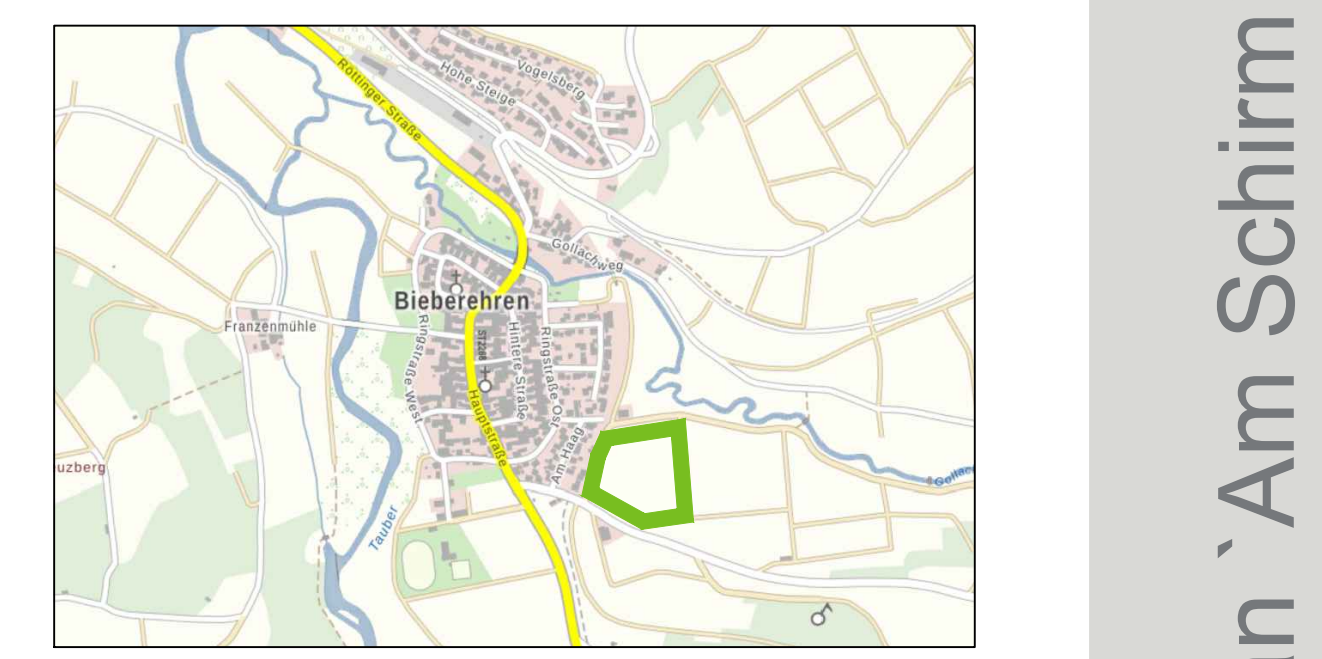 Vogelsberg
Hohe Steige
Röttinger Straße
Gollachweg
Bieberehren
Franzenmühle
Ringstraße West
ST2268
Hintere Straße
Ringstraße Ost
Hauptstraße
Am Haag
uzberg
Gollac
Tauber
an `Am Schirm